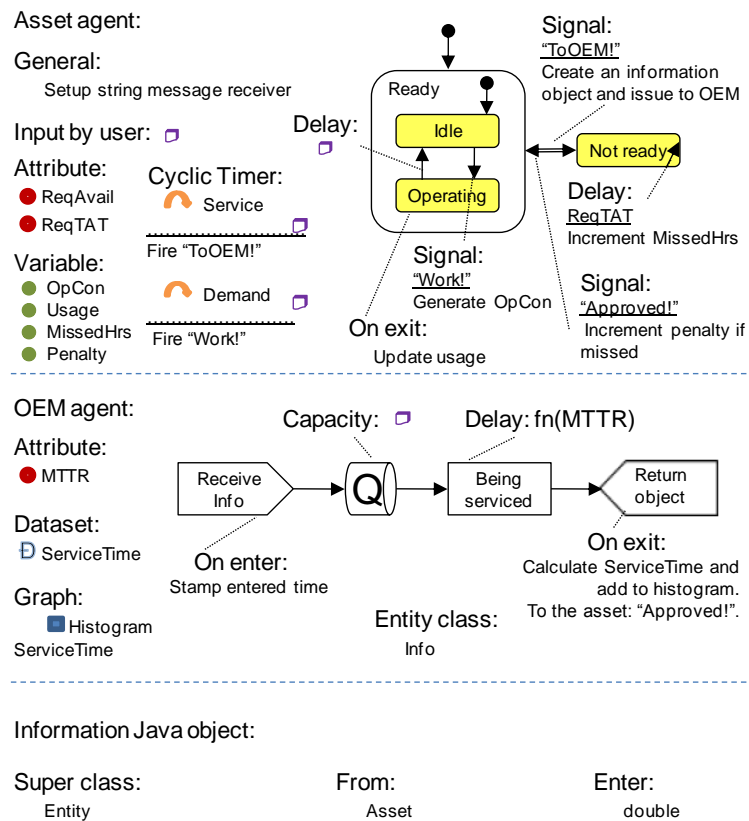 Asset agent:
General:
Setup string message receiver
Input by user:
Attribute:
ReqAvail
ReqTAT
Variable:
OpCon
Usage
MissedHrs
Penalty
Cyclic Timer:
Service
Fire “ToOEM!”
Demand
Fire “Work!”
Delay:
Ready
Idle
Operating
Signal:
“Work!”
Generate OpCon
On exit:
Update usage
Signal:
“ToOEM!”
Create an information
object and issue to OEM
Not ready
Delay:
ReqTAT
Increment MissedHrs
Signal:
“Approved!”
Increment penalty if
missed
OEM agent:
Attribute:
MTTR
Dataset:
Đ ServiceTime
Graph:
Histogram
ServiceTime
Capacity:
Delay: fn(MTTR)
Receive
Info
Q
Being
serviced
Return
object
On enter:
Stamp entered time
Entity class:
Info
On exit:
Calculate ServiceTime and
add to histogram.
To the asset: “Approved!”.
Information Java object:
Super class:
Entity
From:
Asset
Enter:
double